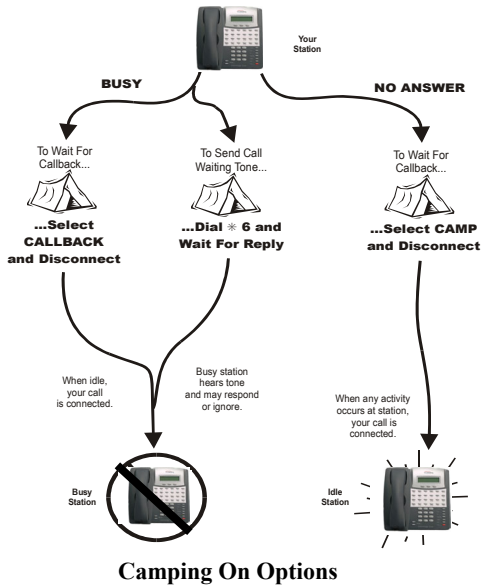 Your
Station
BUSY
NO ANSWER
To Wait For
Callback...
...Select
CALLBACK
and Disconnect
To Send Call
Waiting Tone...
...Dial ✳ 6 and
Wait For Reply
To Wait For
Callback...
...Select CAMP
and Disconnect
When idle,
your call
is connected.
Busy station
hears tone
and may respond
or ignore.
When any activity
occurs at station,
your call is
connected.
Busy
Station
Idle
Station
Camping On Options